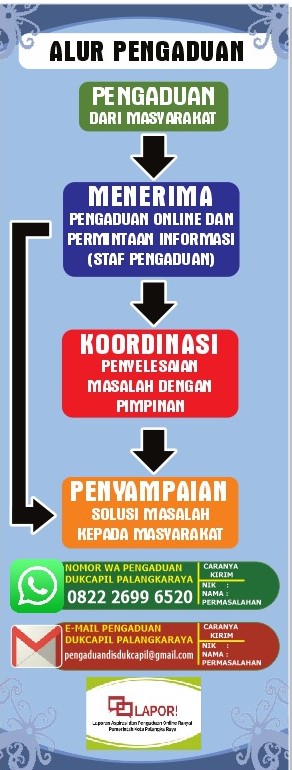 ALUR PENGADUAN
PENGADUAN
DARI MASYARAKAT
MENERIMA
PENGADUAN ONLINE DAN
PERMINTAAN INFORMASI
(STAF PENGADUAN)
KOORDINASI
PENYELESAIAN
MASALAH DENGAN
PIMPINAN
PENYAMPAIAN
SOLUSI MASALAH
KEPADA MASYARAKAT
NOMOR WA PENGADUAN
DUKCAPIL PALANGKARAYA
0822 2699 6520
CARANYA
KIRIM
NIK :
NAMA :
PERMASALAHAN
E-MAIL PENGADUAN
DUKCAPIL PALANGKARAYA
pengaduandisdukcapil@gmail.com
CARANYA
KIRIM
NIK :
NAMA :
PERMASALAHAN
LAPOR!
Laporan Aspirasi dan Pengaduan Online Rakyat
Pemerintah Kota Palangka Raya